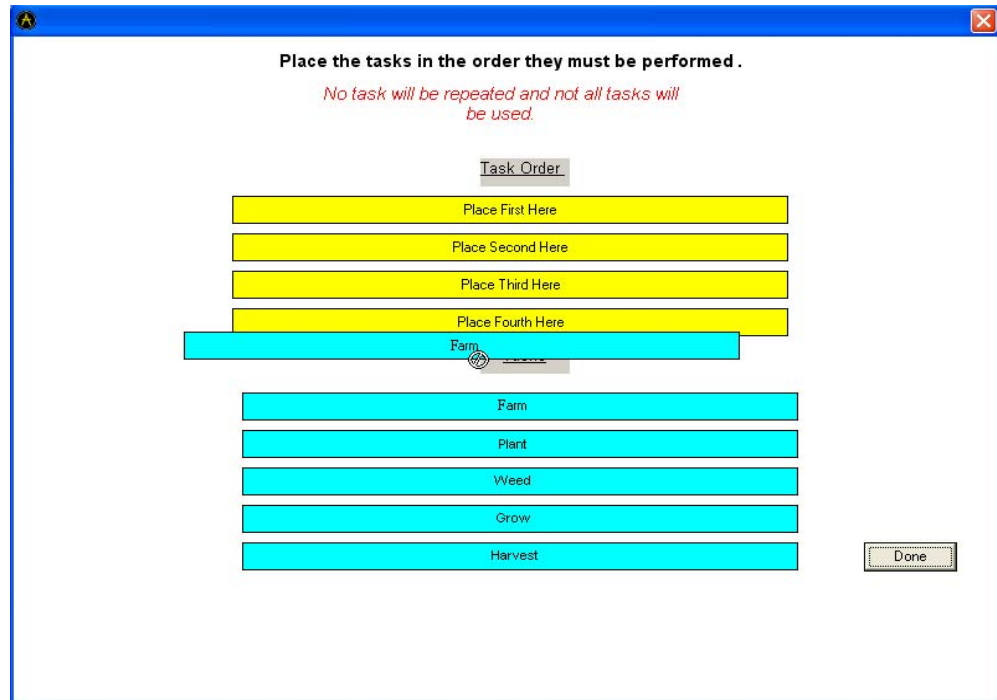 Place the tasks in the order they must be performed .
No task will be repeated and not all tasks will
be used.
Task Order
Place First Here
Place Second Here
Place Third Here
Place Fourth Here
Farm
Farm
Plant
Weed
Grow
Harvest
Done